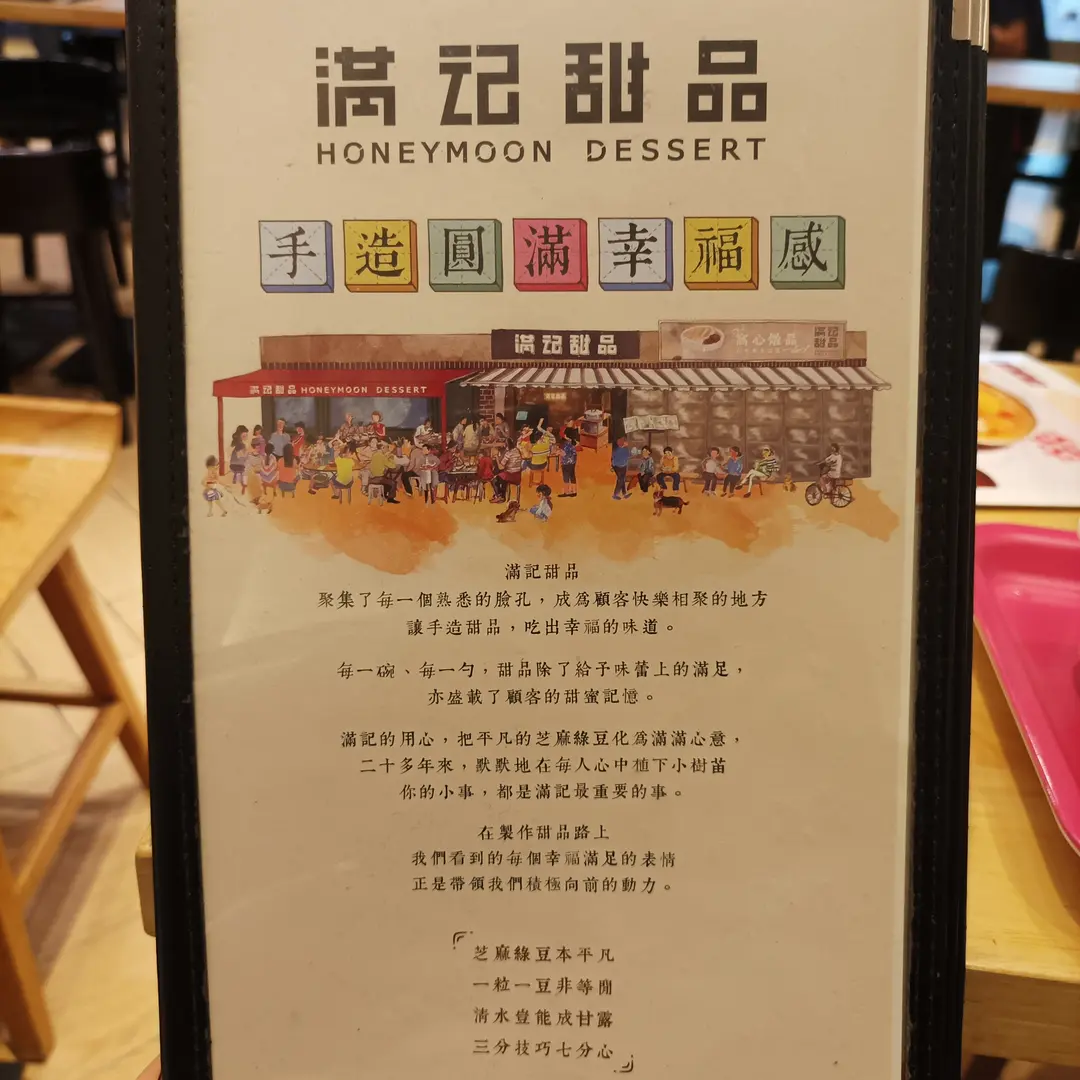 滿记甜品
HONEYMOON DESSERT
手造圓滿幸福感
滿记甜品
滿记甜品
滿记甜品 HONEYMOON DESSERT
滿記甜品
聚集了每一個熟悉的臉孔，成為顧客快樂相聚的地方
讓手造甜品，吃出幸福的味道。
每一碗、每一勺，甜品除了給予味蕾上的滿足，
亦盛載了顧客的甜蜜記憶。
滿記的用心，把平凡的芝麻綠豆化為滿滿心意，
二十多年來，默默地在每人心中植下小樹苗
你的小事，都是滿記最重要的事。
在製作甜品路上
我們看到的每個幸福滿足的表情
正是帶領我們積極向前的動力。
「芝麻綠豆本平凡
一粒一豆非等閒
清水豈能成甘露
三分技巧七分心」